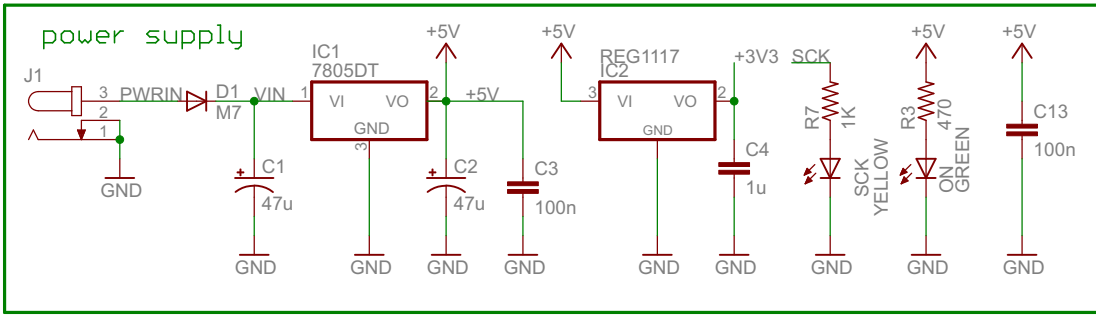 power supply
J1
3
2
1
PWRIN
D1
M7
VIN
GND
C1
47u
GND
IC1
7805DT
1
VI
VO
2
GND
3
GND
+5V
+5V
C2
47u
GND
C3
100n
GND
+5V
REG1117
IC2
3
VI
VO
2
GND
GND
+3V3
C4
1u
GND
SCK
R7
1K
SCK
YELLOW
GND
+5V
R3
470
ON
GREEN
GND
+5V
C13
100n
GND